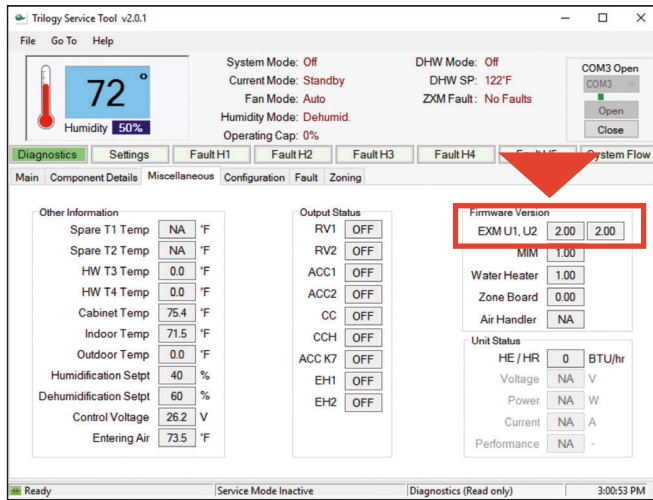 Trilogy Service Tool v2.0.1
File Go To Help
72°
Humidity 50%
System Mode: Off
Current Mode: Standby
Fan Mode: Auto
Humidity Mode: Dehumid.
Operating Cap: 0%
DHW Mode: Off
DHW SP: 122°F
ZXM Fault: No Faults
COM3 Open
COM3
Open
Close
Diagnostics Settings Fault H1 Fault H2 Fault H3 Fault H4 System Flow
Main Component Details Miscellaneous Configuration Fault Zoning
Other Information
Spare T1 Temp NA °F
Spare T2 Temp NA °F
HW T3 Temp 0.0 °F
HW T4 Temp 0.0 °F
Cabinet Temp 75.4 °F
Indoor Temp 71.5 °F
Outdoor Temp 0.0 °F
Humidification Setpt 40 %
Dehumidification Setpt 60 %
Control Voltage 26.2 V
Entering Air 73.5 °F
Output Status
RV1 OFF
RV2 OFF
ACC1 OFF
ACC2 OFF
CC OFF
CCH OFF
ACC K7 OFF
EH1 OFF
EH2 OFF
Firmware Version
EXM U1, U2 2.00 2.00
MIM 1.00
Water Heater 1.00
Zone Board 0.00
Air Handler NA
Unit Status
HE / HR 0 BTU/hr
Voltage NA V
Power NA W
Current NA A
Performance NA -
Ready Service Mode Inactive Diagnostics (Read only) 3:00:53 PM